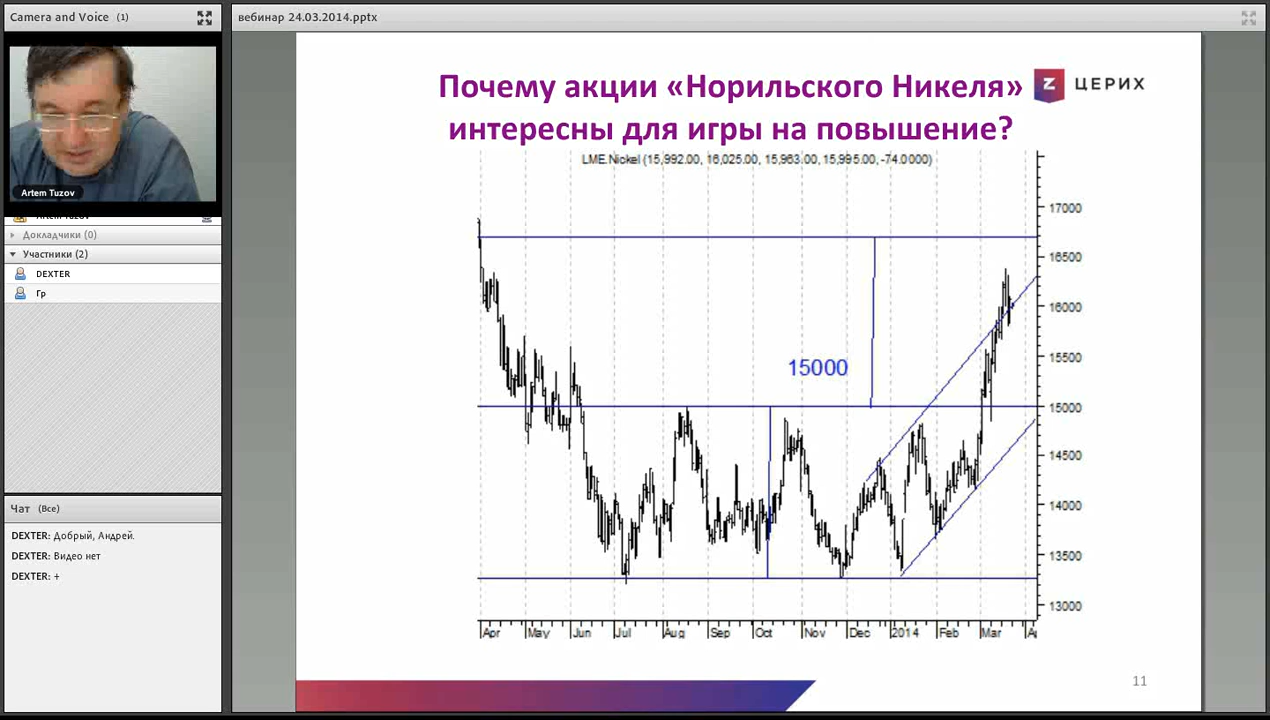 Camera and Voice (1)
вебинар 24.03.2014.pptx
Artem Tuzov
Artem Tuzov
Докладчики (0)
Участники (2)
DEXTER
Гр
Чат (Все)
DEXTER: Добрый, Андрей.
DEXTER: Видео нет
DEXTER: +
Почему акции «Норильского Никеля»
интересны для игры на повышение?
Z ЦЕРИХ
LME.Nickel (15,992.00, 16,025.00, 15,963.00, 15,995.00, -74.0000)
17000
16500
16000
15500
15000
15000
14500
14000
13500
13000
Apr May Jun Jul Aug Sep Oct Nov Dec 2014 Feb Mar
11